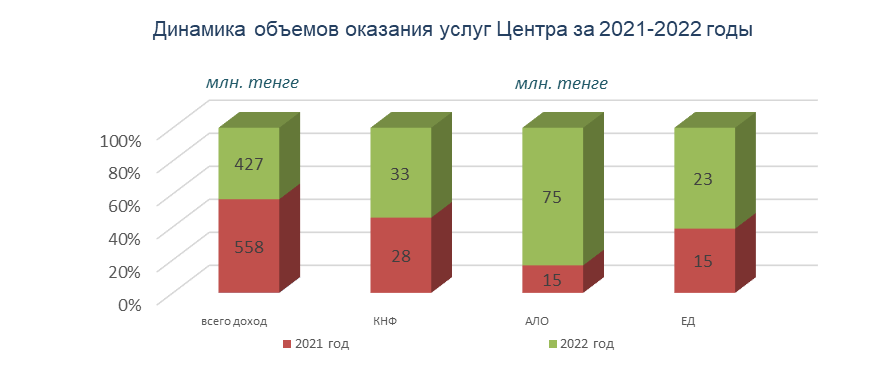 Динамика объемов оказания услуг Центра за 2021-2022 годы
млн. тенге млн. тенге
100%
80%
60%
40%
20%
0%
427 33 75 23
558 28 15 15
всего доход КНФ АЛО ЕД
2021 год 2022 год